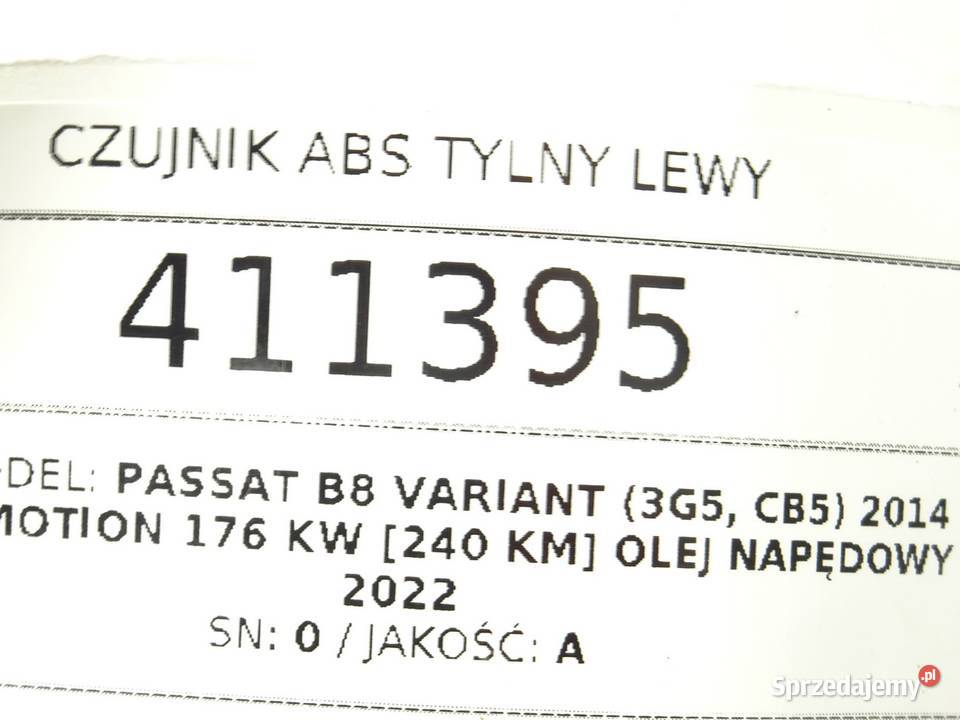 CZUJNIK ABS TYLNY LEWY
411395
DEL: PASSAT B8 VARIANT (3G5, CB5) 2014
MOTION 176 KW [240 KM] OLEJ NAPĘDOWY
2022
SN: 0 / JAKOŚĆ: A
Sprzedajemy.pl